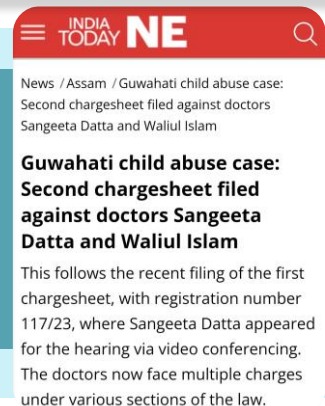 INDIA
TODAY NE
News / Assam / Guwahati child abuse case:
Second chargesheet filed against doctors
Sangeeta Datta and Waliul Islam
Guwahati child abuse case:
Second chargesheet filed
against doctors Sangeeta
Datta and Waliul Islam
This follows the recent filing of the first
chargesheet, with registration number
117/23, where Sangeeta Datta appeared
for the hearing via video conferencing.
The doctors now face multiple charges
under various sections of the law.